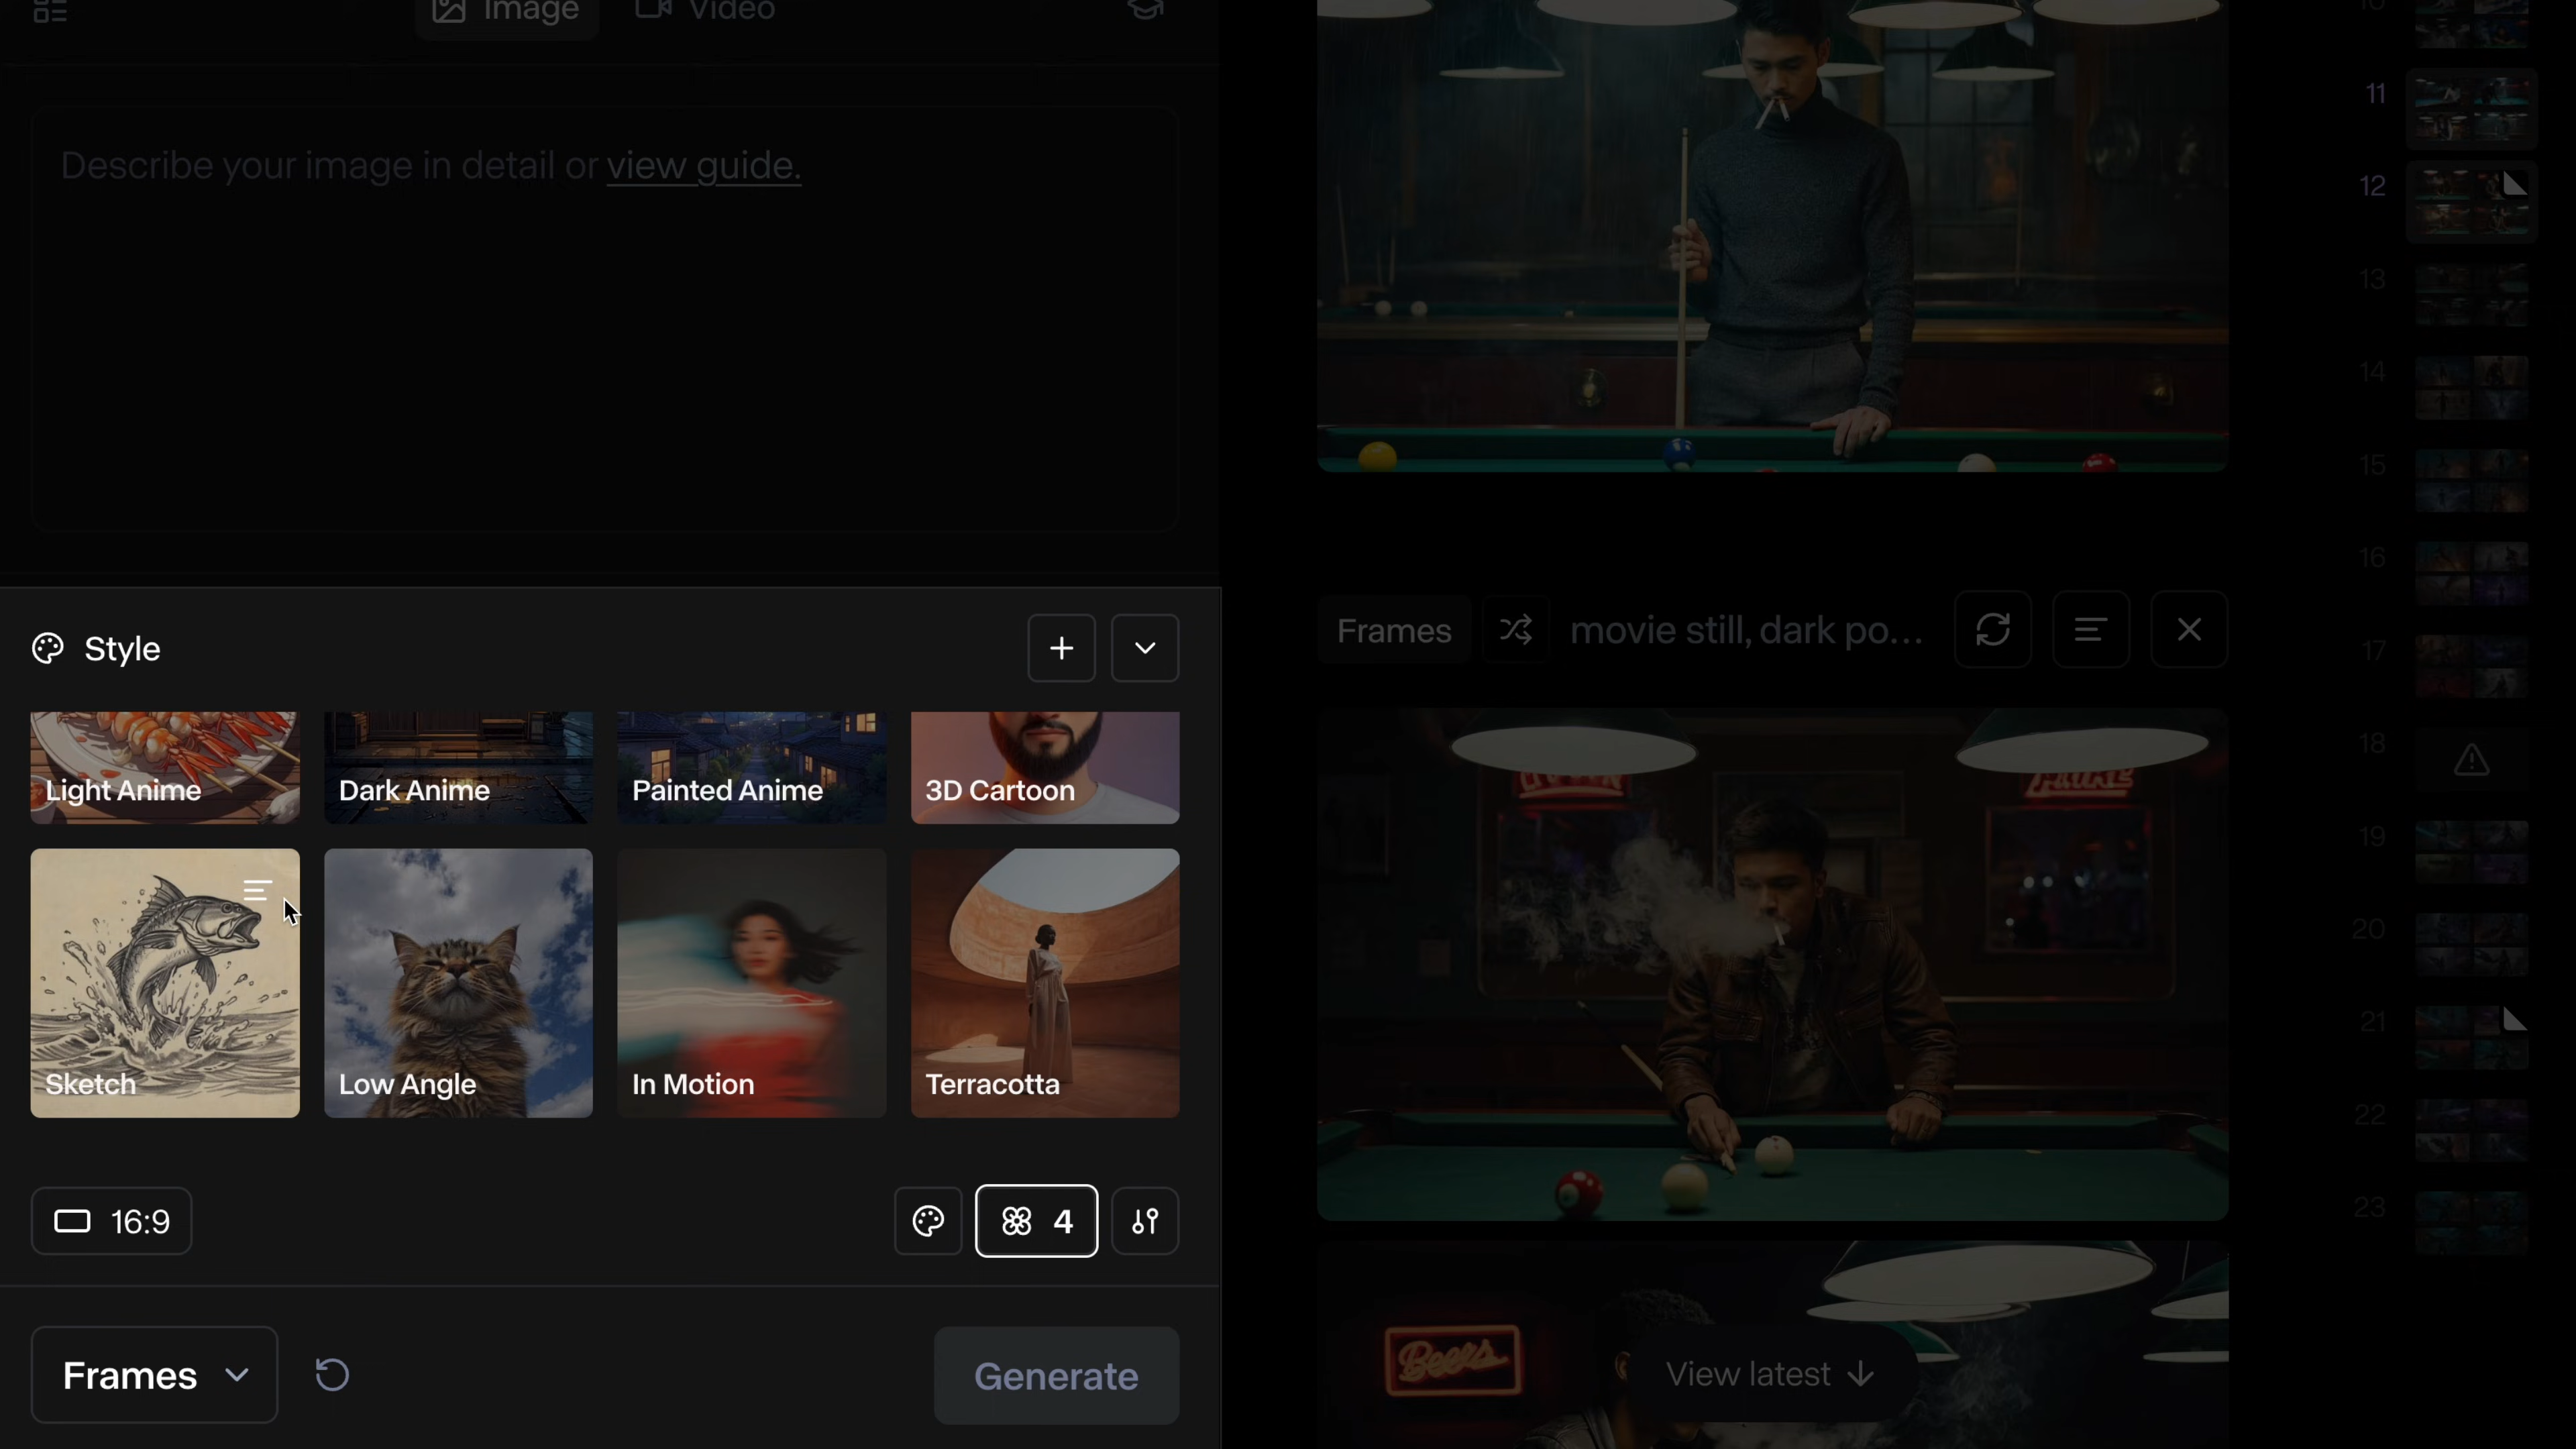 Image Video
Describe your image in detail or view guide.
Style
Light Anime
Dark Anime
Painted Anime
3D Cartoon
Sketch
Low Angle
In Motion
Terracotta
16:9
4
Frames
Generate
Frames
movie still, dark po...
Beers
View latest
11
12
13
14
15
16
17
18
19
20
21
22
23